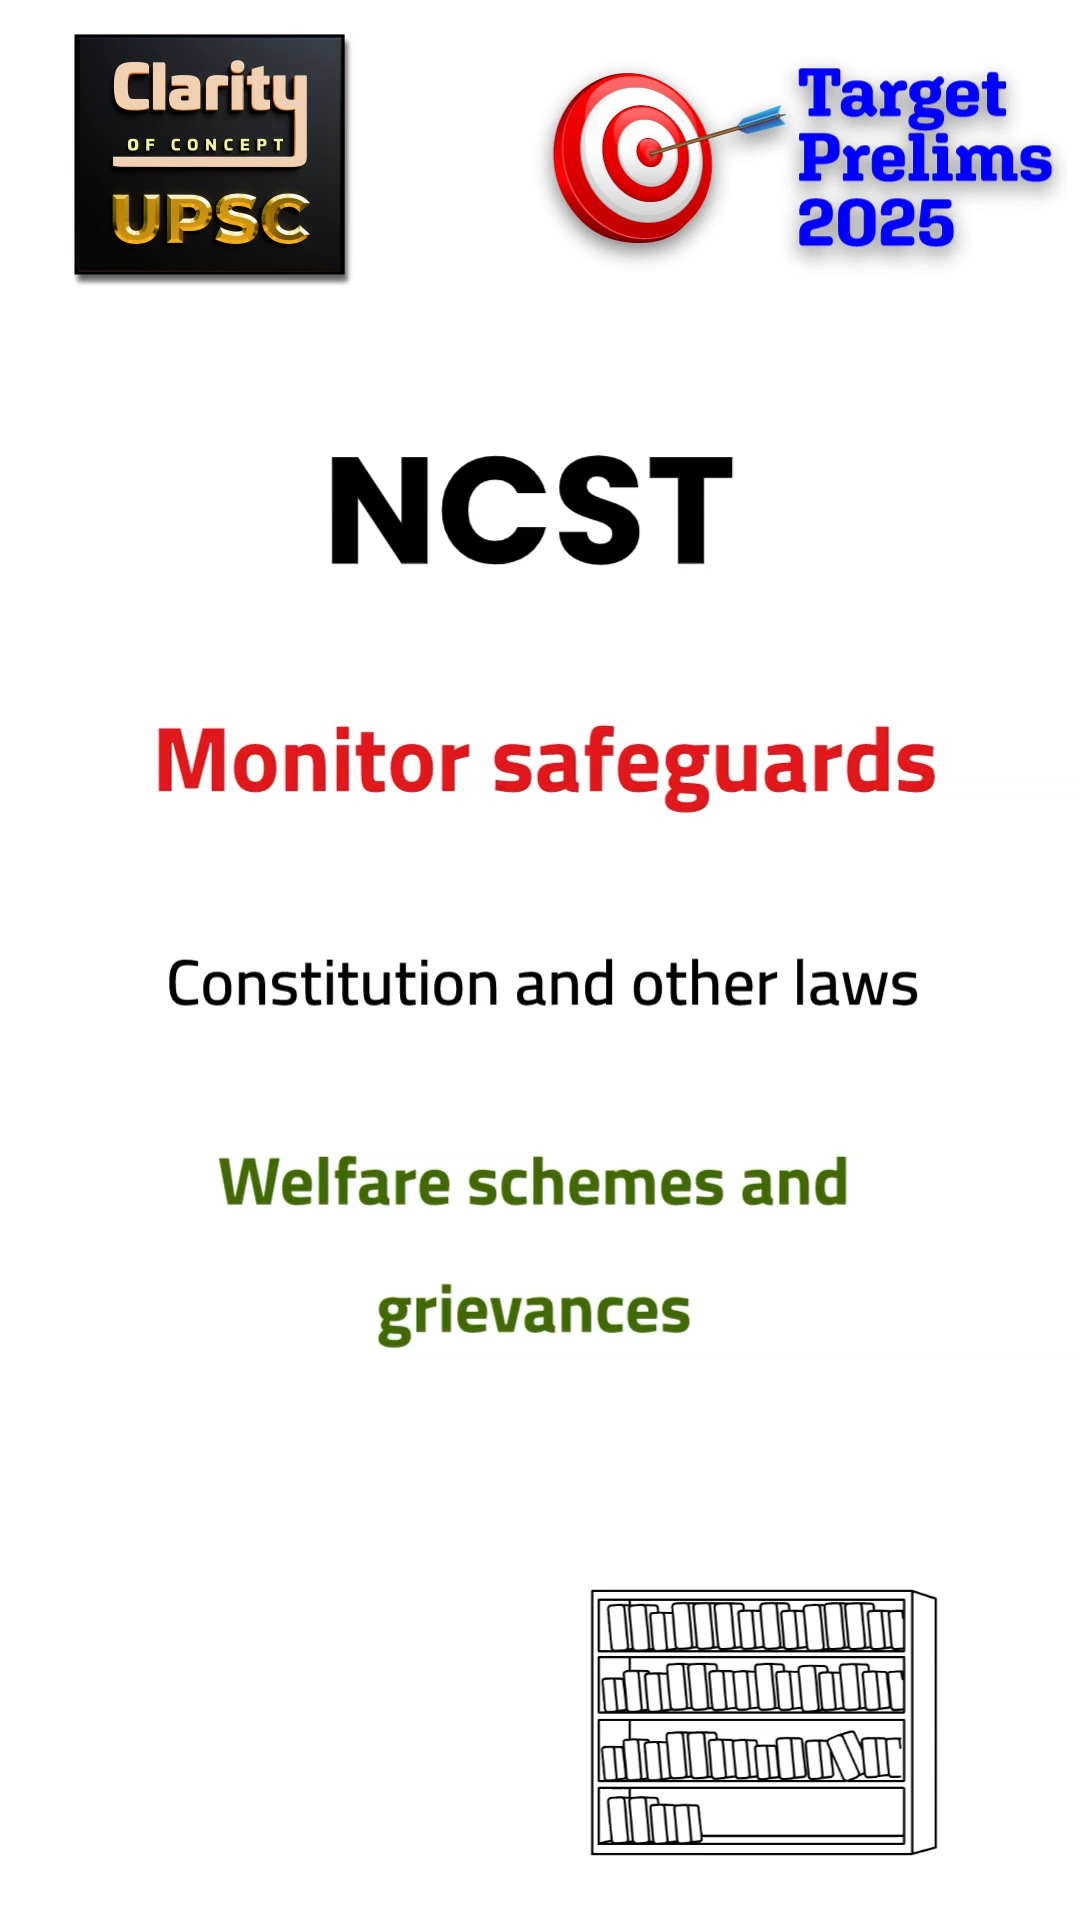 Clarity
OF CONCEPT
UPSC
Target
Prelims
2025
NCST
Monitor safeguards
Constitution and other laws
Welfare schemes and
grievances